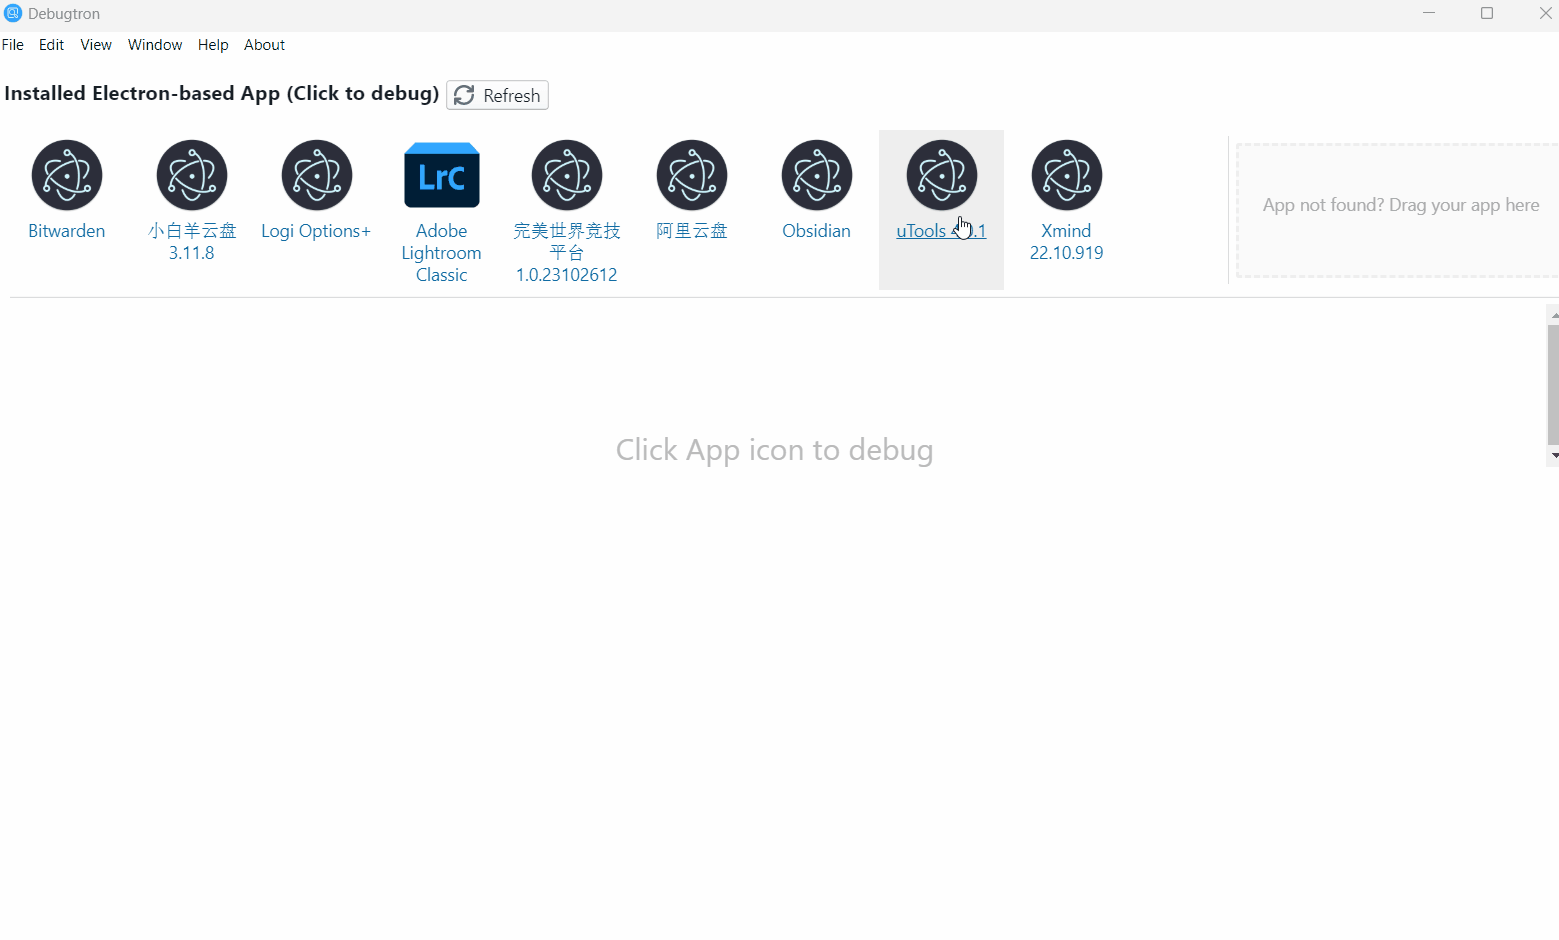 Debugtron
File Edit View Window Help About
Installed Electron-based App (Click to debug) Refresh
LrC
Bitwarden
小白羊云盘
3.11.8
Logi Options+
Adobe
Lightroom
Classic
完美世界竞技
平台
1.0.23102612
阿里云盘
Obsidian
uTools
Xmind
22.10.919
App not found? Drag your app here
Click App icon to debug